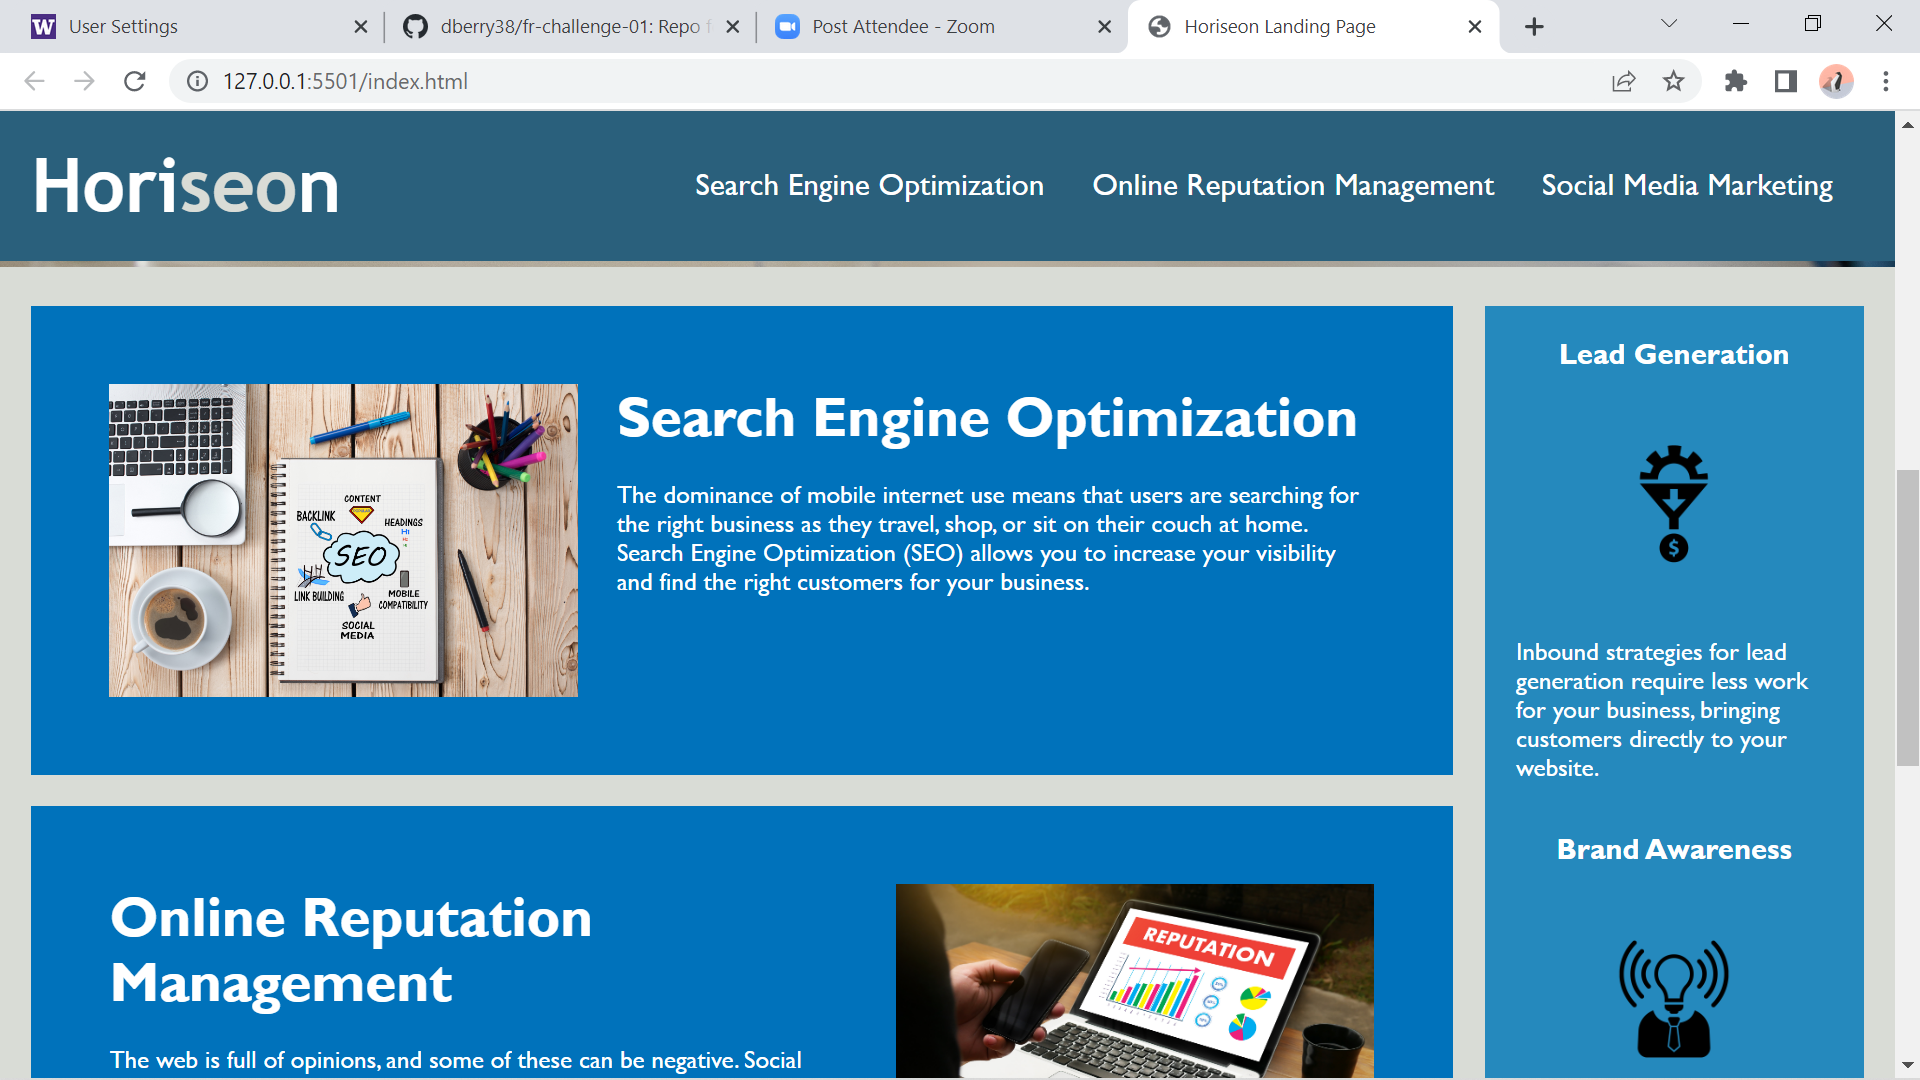 User Settings
dberry38/fr-challenge-01: Repo f
Post Attendee - Zoom
Horiseon Landing Page
127.0.0.1:5501/index.html
Horiseon
Search Engine Optimization
Online Reputation Management
Social Media Marketing
CONTENT
BACKLINK
HEADINGS
H1
SEO
LINK BUILDING
MOBILE
COMPATIBILITY
SOCIAL
MEDIA
Search Engine Optimization
The dominance of mobile internet use means that users are searching for
the right business as they travel, shop, or sit on their couch at home.
Search Engine Optimization (SEO) allows you to increase your visibility
and find the right customers for your business.
Lead Generation
$
Inbound strategies for lead
generation require less work
for your business, bringing
customers directly to your
website.
Brand Awareness
Online Reputation
Management
The web is full of opinions, and some of these can be negative. Social
REPUTATION